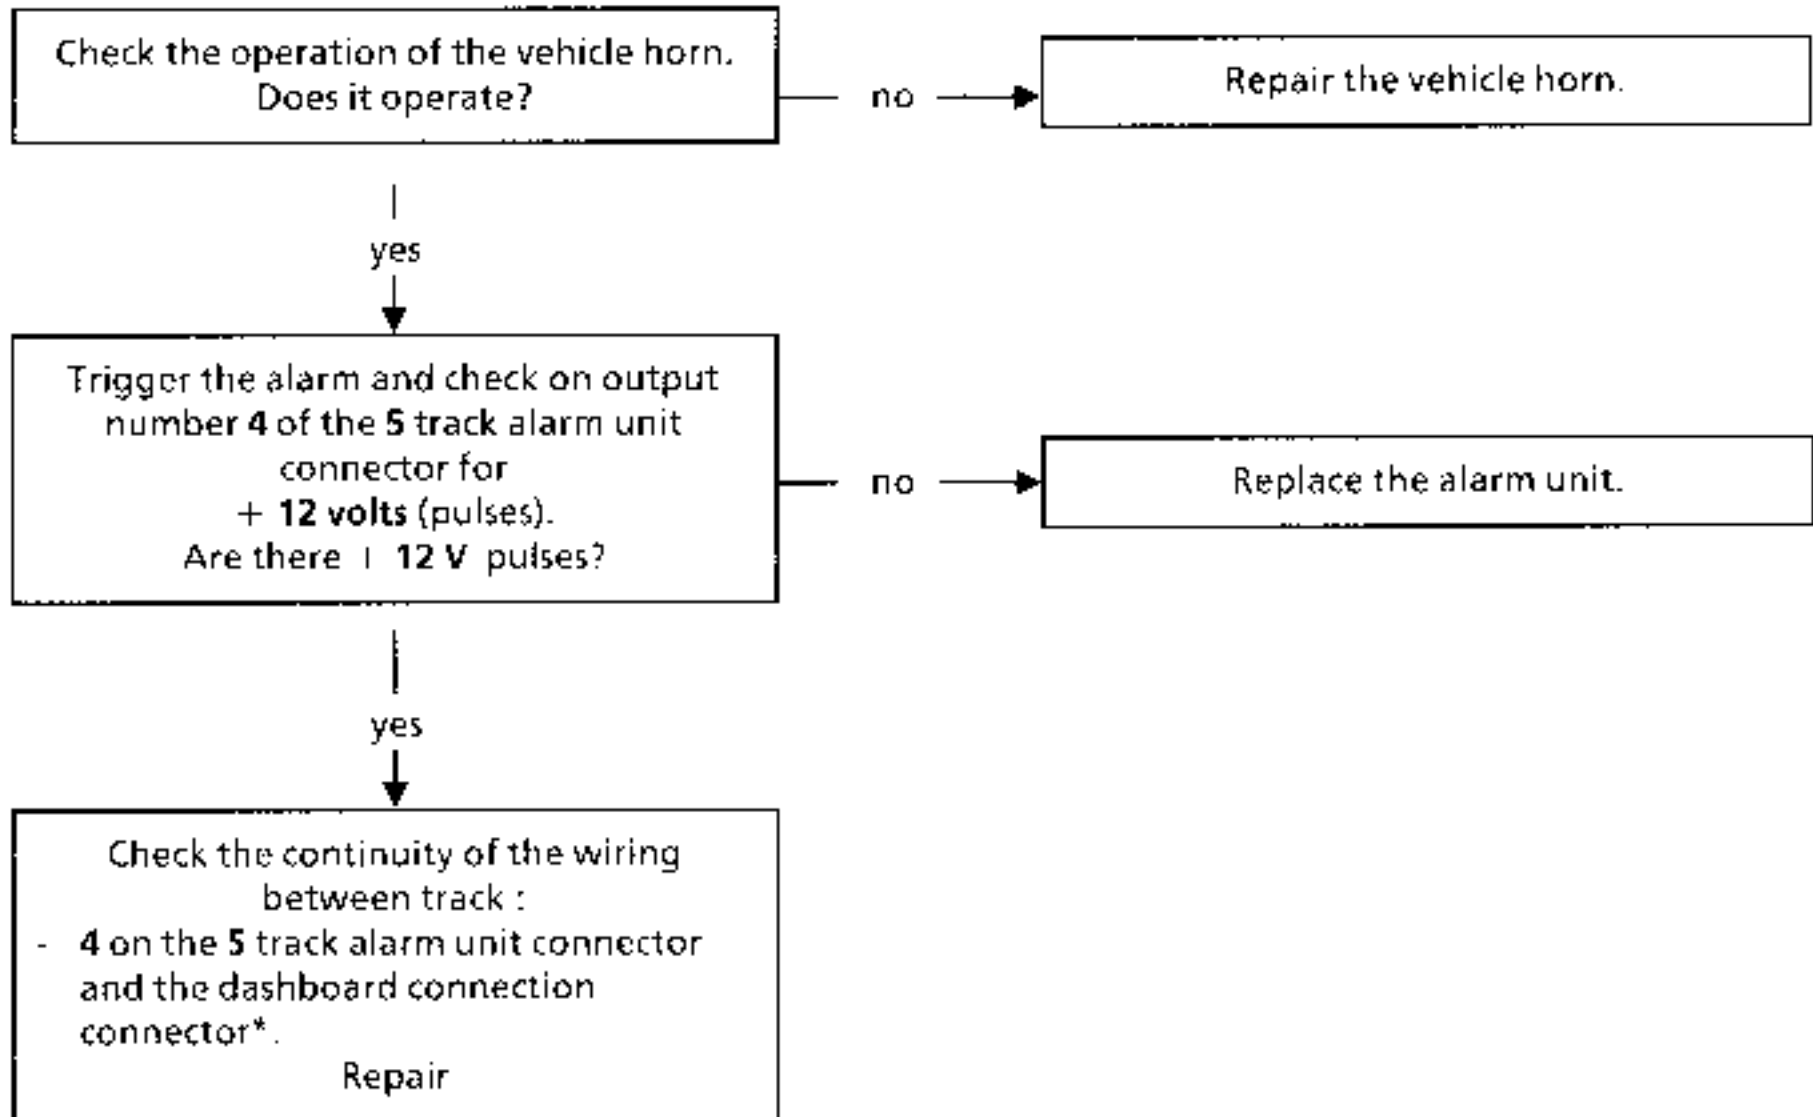 Check the operation of the vehicle horn.
Does it operate?
no
Repair the vehicle horn.
yes
Trigger the alarm and check on output
number 4 of the 5 track alarm unit
connector for
+ 12 volts (pulses).
Are there + 12 V pulses?
no
Replace the alarm unit.
yes
Check the continuity of the wiring
between track :
- 4 on the 5 track alarm unit connector
and the dashboard connection
connector*.
Repair